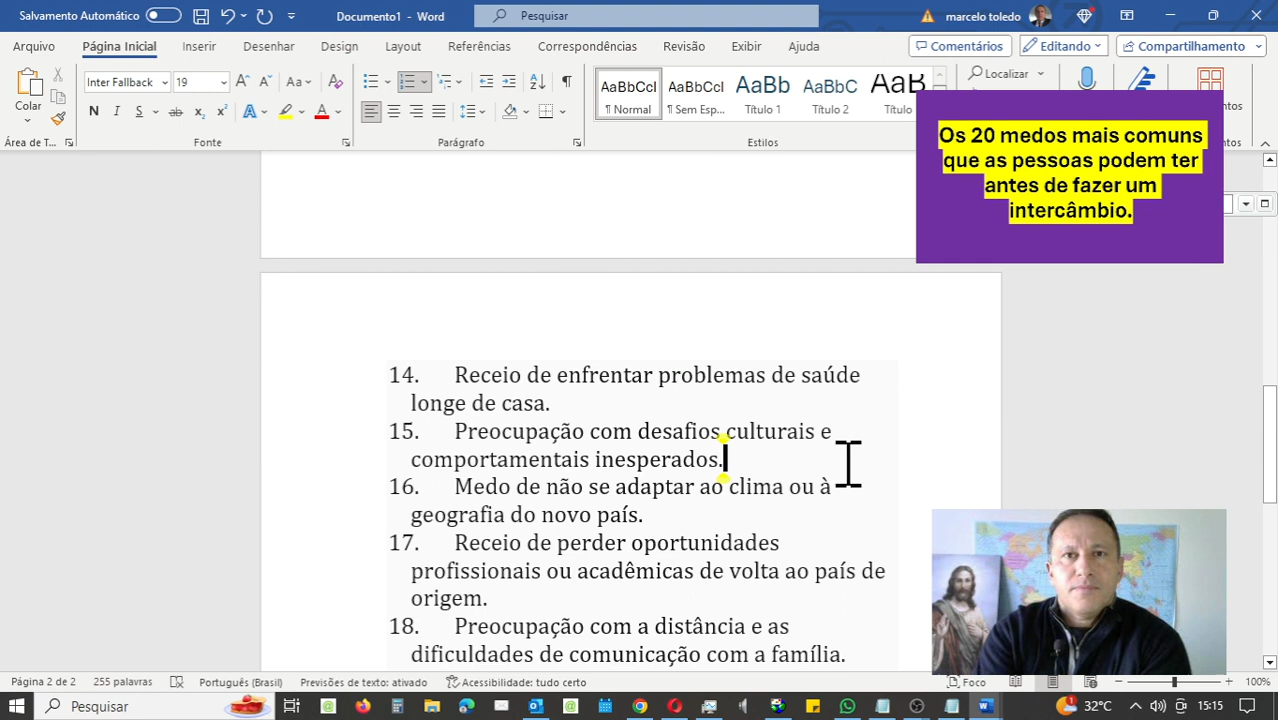 Salvamento Automático
Documento1 - Word
Pesquisar
marcelo toledo
Arquivo
Página Inicial
Inserir
Desenhar
Design
Layout
Referências
Correspondências
Revisão
Exibir
Ajuda
Comentários
Editando
Compartilhamento
Colar
Inter Fallback
19
Aa
N I S ab x₂ x²
AaBbCcI AaBbCcI AaBb AaBbC AaB
¶ Normal ¶ Sem Esp... Título 1 Título 2 Título
Localizar
Área de T...
Fonte
Parágrafo
Estilos
Os 20 medos mais comuns
que as pessoas podem ter
antes de fazer um
intercâmbio.
14. Receio de enfrentar problemas de saúde
longe de casa.
15. Preocupação com desafios culturais e
comportamentais inesperados.
16. Medo de não se adaptar ao clima ou à
geografia do novo país.
17. Receio de perder oportunidades
profissionais ou acadêmicas de volta ao país de
origem.
18. Preocupação com a distância e as
dificuldades de comunicação com a família.
Página 2 de 2
255 palavras
Português (Brasil)
Previsões de texto: ativado
Acessibilidade: tudo certo
Foco
100%
Pesquisar
32°C
15:15